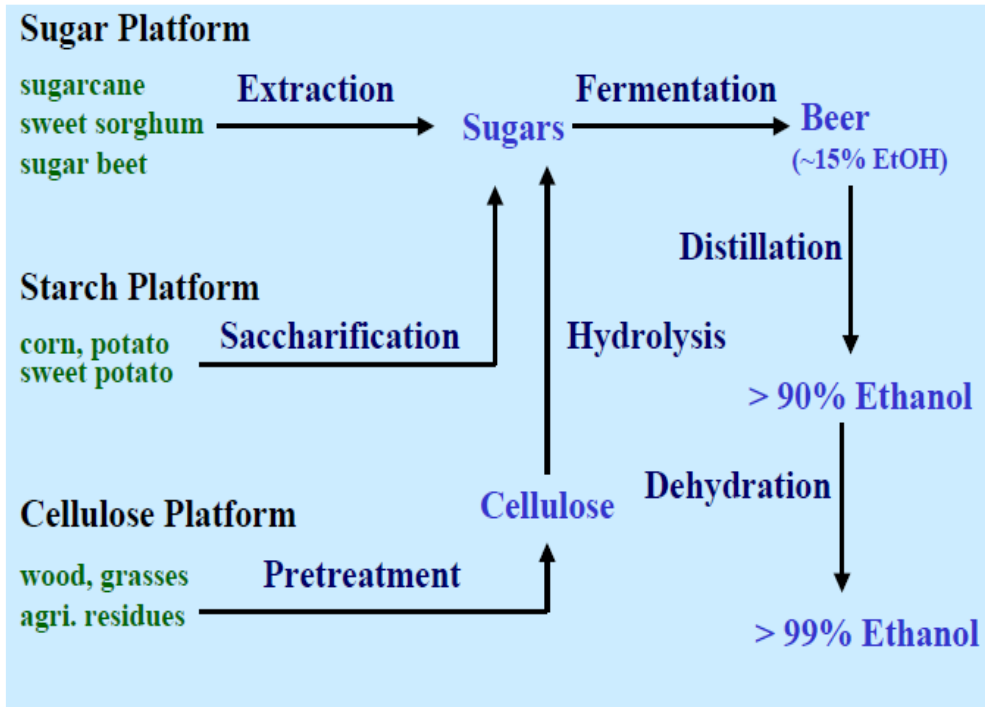 Sugar Platform
sugarcane
sweet sorghum
sugar beet
Extraction
Sugars
Fermentation
Beer
(~15% EtOH)
Distillation
Starch Platform
corn, potato
sweet potato
Saccharification
Hydrolysis
> 90% Ethanol
Dehydration
Cellulose Platform
Cellulose
wood, grasses
agri. residues
Pretreatment
> 99% Ethanol